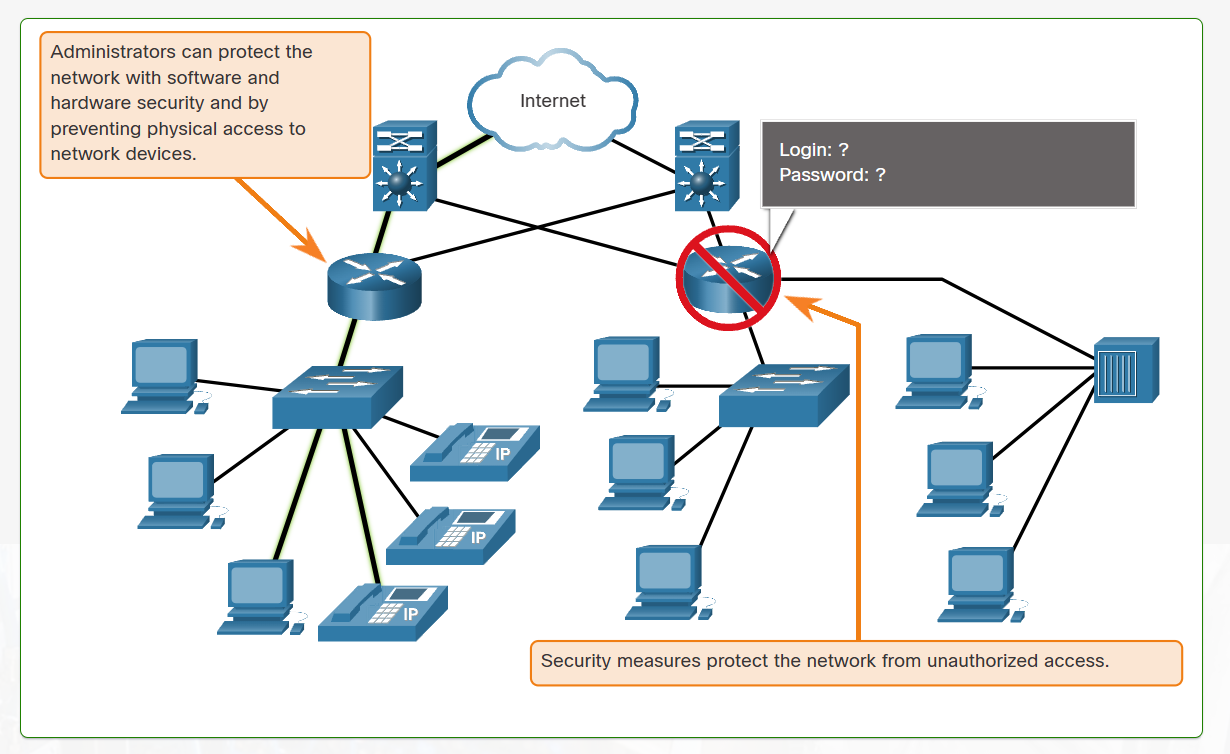 Administrators can protect the
network with software and
hardware security and by
preventing physical access to
network devices.
Internet
Login: ?
Password: ?
IP
IP
IP
Security measures protect the network from unauthorized access.